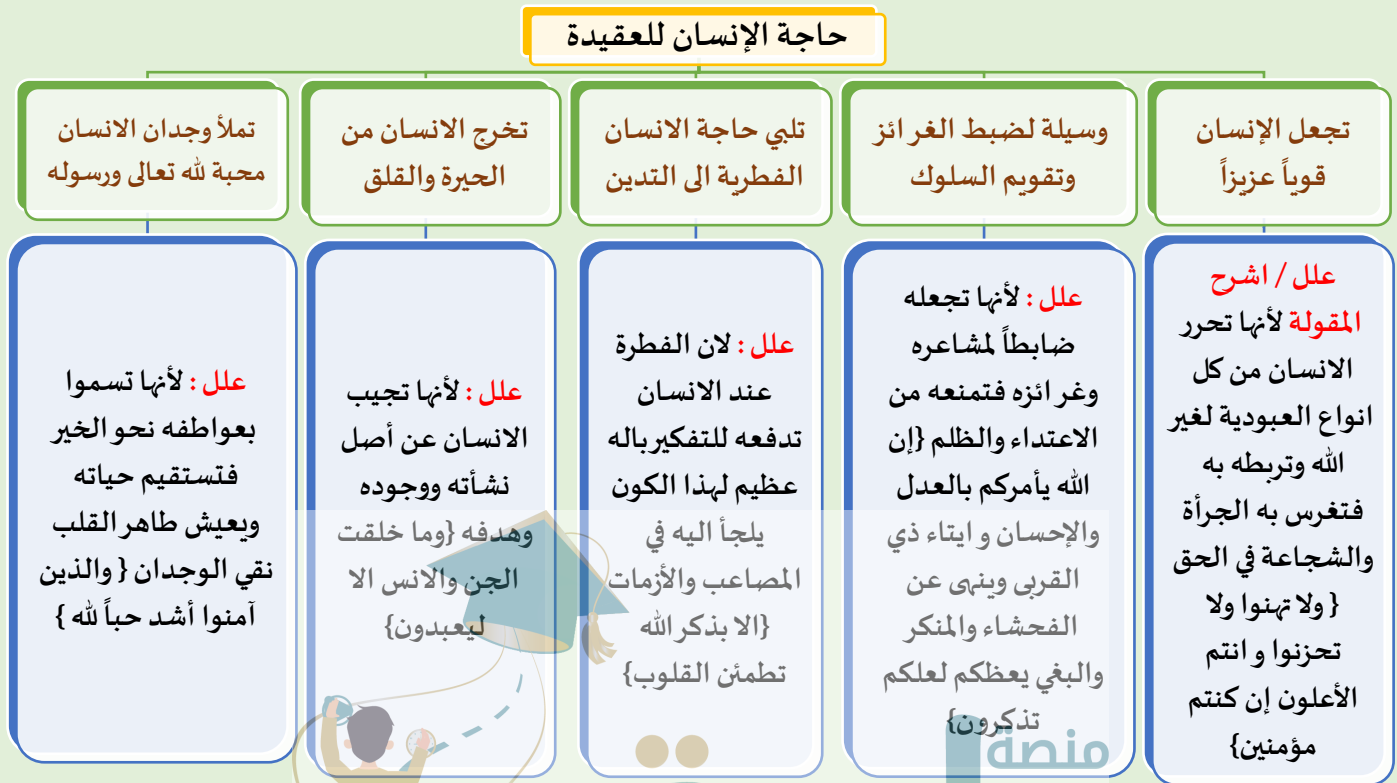 حاجة الإنسان للعقيدة
تجعل الإنسان
قوياً عزيزاً
وسيلة لضبط الغرائز
وتقويم السلوك
تلبي حاجة الانسان
الفطرية الى التدين
تخرج الانسان من
الحيرة والقلق
تملأ وجدان الانسان
محبة لله تعالى ورسوله
علل / اشرح
المقولة لأنها تحرر
الانسان من كل
انواع العبودية لغير
الله وتربطه به
فتغرس به الجرأة
والشجاعة في الحق
{ ولا تهنوا ولا
تحزنوا وانتم
الأعلون إن كنتم
مؤمنين}
علل : لأنها تجعله
ضابطاً لمشاعره
وغرائزه فتمنعه من
الاعتداء والظلم {إن
الله يأمركم بالعدل
والإحسان وايتاء ذي
القربى وينهى عن
الفحشاء والمنكر
والبغي يعظكم لعلكم
تذكرون}
علل : لان الفطرة
عند الانسان
تدفعه للتفكير باله
عظيم لهذا الكون
يلجأ اليه في
المصاعب والأزمات
{الا بذكر الله
تطمئن القلوب}
علل : لأنها تجيب
الانسان عن أصل
نشأته ووجوده
وهدفه {وما خلقت
الجن والانس الا
ليعبدون}
علل : لأنها تسموا
بعواطفه نحو الخير
فتستقيم حياته
ويعيش طاهر القلب
نقي الوجدان { والذين
آمنوا أشد حباً لله }
منصة